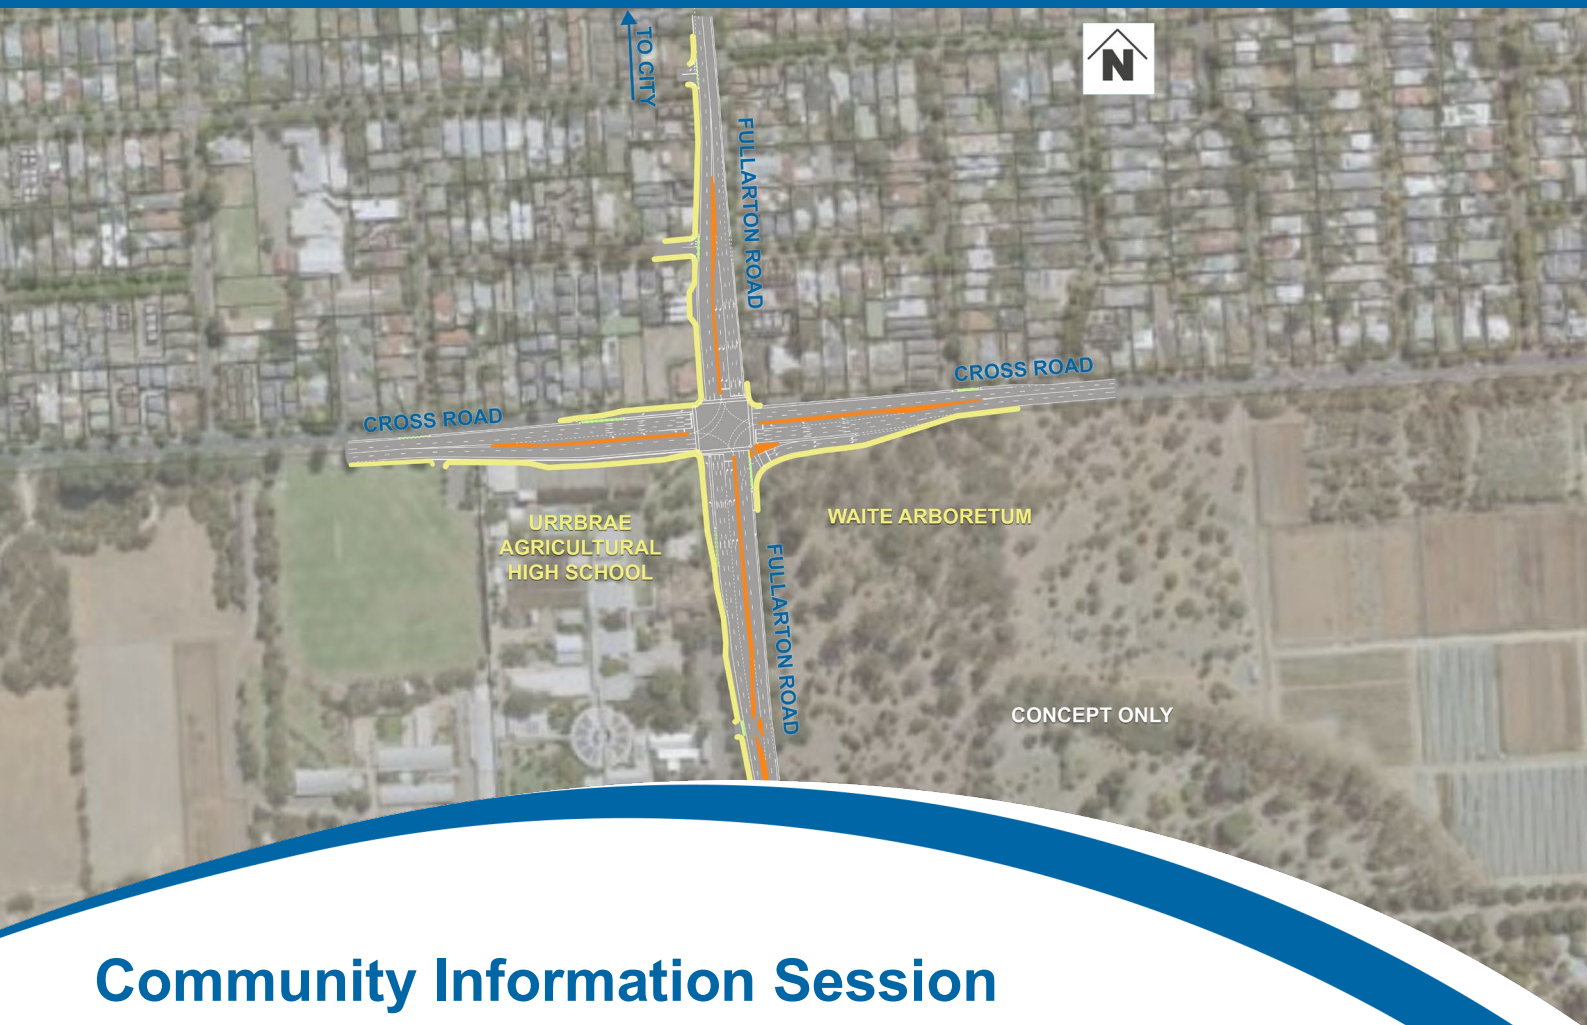 TO CITY
N
FULLARTON ROAD
CROSS ROAD
CROSS ROAD
URRBRAE
AGRICULTURAL
HIGH SCHOOL
WAITE ARBORETUM
FULLARTON ROAD
CONCEPT ONLY
Community Information Session